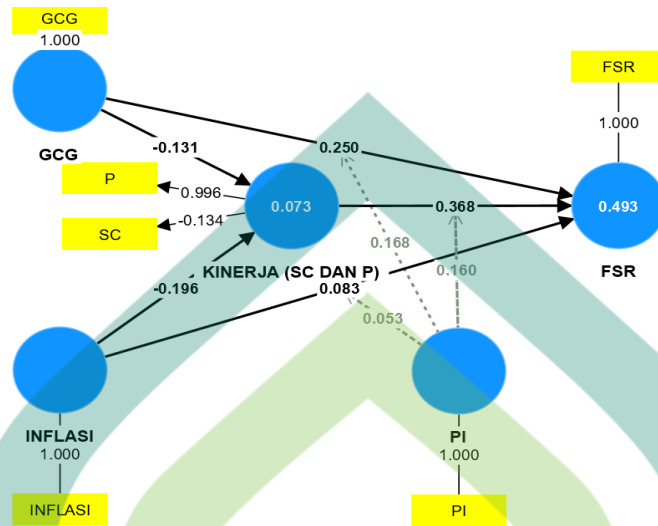 GCG
1.000
FSR
GCG
-0.131
0.250
1.000
P
0.996
SC
-0.134
0.073
0.368
0.493
KINERJA (SC DAN P)
FSR
-0.196
0.083
0.168
0.160
0.053
INFLASI
1.000
PI
1.000
INFLASI
PI